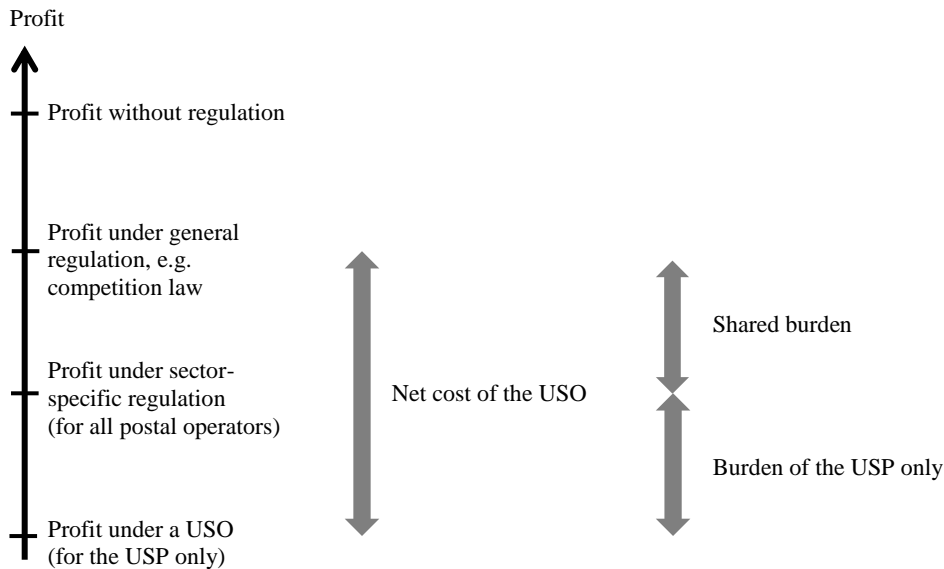 Profit
Profit without regulation
Profit under general
regulation, e.g.
competition law
Shared burden
Profit under sector-
specific regulation
(for all postal operators)
Net cost of the USO
Burden of the USP only
Profit under a USO
(for the USP only)